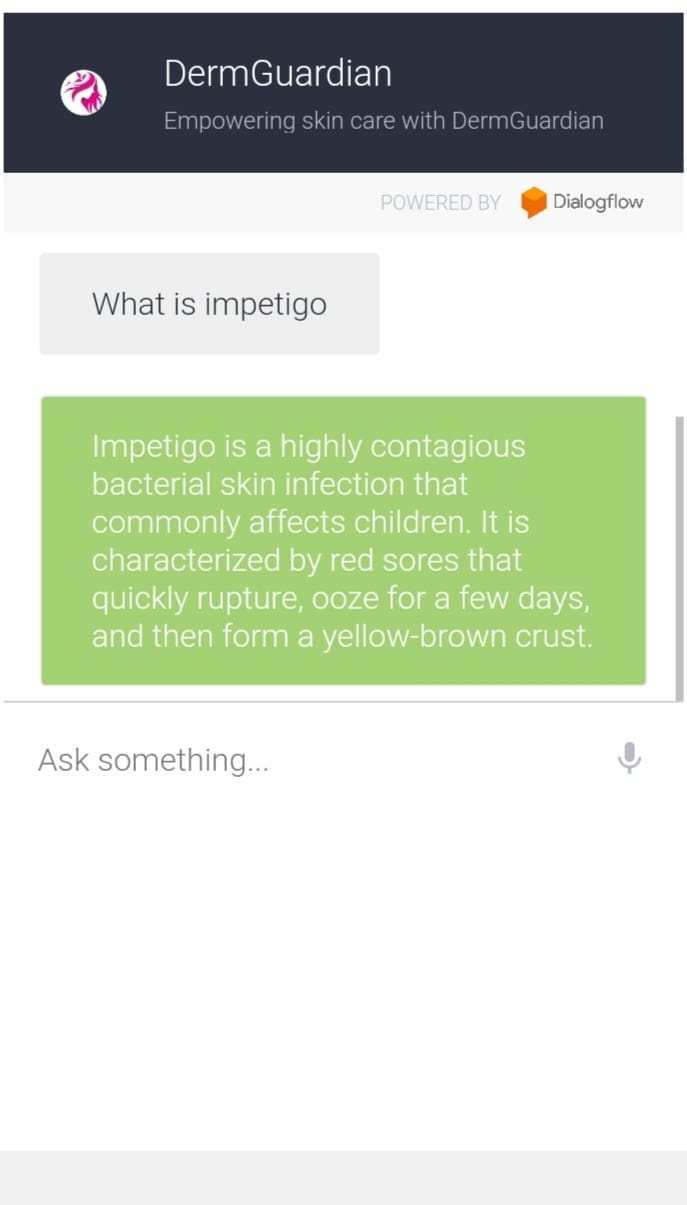 DermGuardian
Empowering skin care with DermGuardian
POWERED BY Dialogflow
What is impetigo
Impetigo is a highly contagious
bacterial skin infection that
commonly affects children. It is
characterized by red sores that
quickly rupture, ooze for a few days,
and then form a yellow-brown crust.
Ask something...